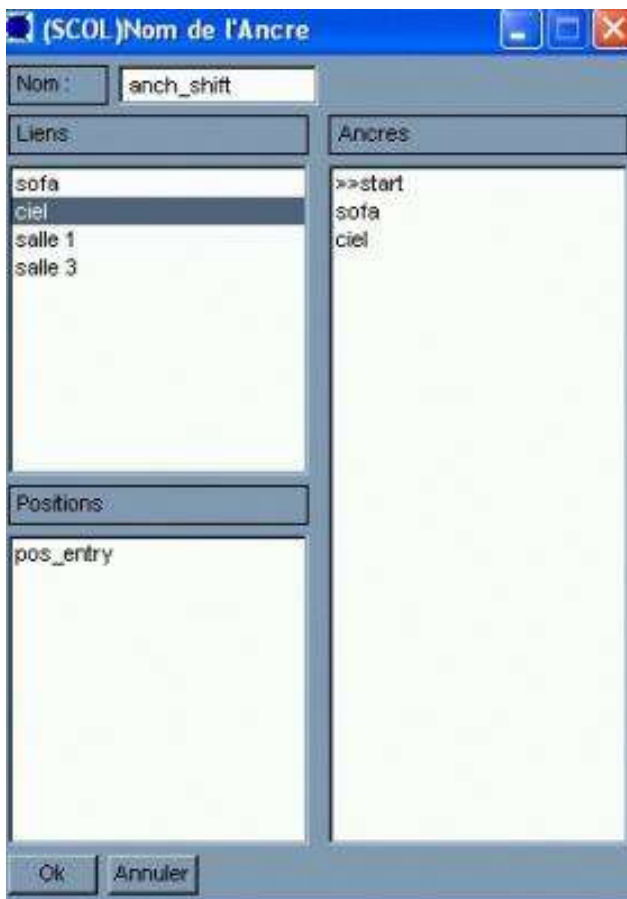 (SCOL)Nom de l'Ancre
Nom :
anch_shift
Liens
sofa
ciel
salle 1
salle 3
Positions
pos_entry
Ancres
>>start
sofa
ciel
Ok
Annuler